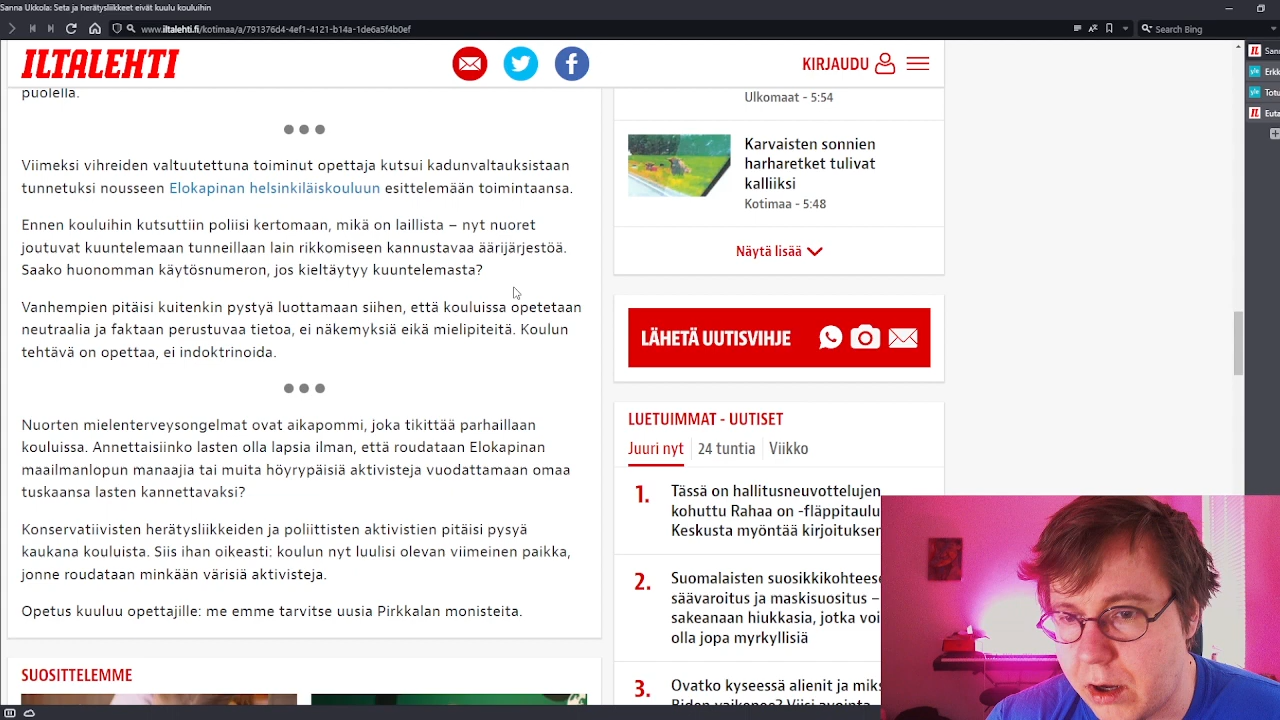 Sanna Ukkola: Seta ja herätysliikkeet eivät kuulu kouluihin
www.iltalehti.fi/kotimaa/a/791376d4-4ef1-4121-b14a-1de6a5f4b0ef
Search Bing
ILTALEHTI
KIRJAUDU
puolella.
Viimeksi vihreiden valtuutettuna toiminut opettaja kutsui kadunvaltauksistaan
tunnetuksi nousseen Elokapinan helsinkiläiskouluun esittelemään toimintaansa.
Ennen kouluihin kutsuttiin poliisi kertomaan, mikä on laillista – nyt nuoret
joutuvat kuuntelemaan tunneillaan lain rikkomiseen kannustavaa äärijärjestöä.
Saako huonomman käytösnumeron, jos kieltäytyy kuuntelemasta?
Vanhempien pitäisi kuitenkin pystyä luottamaan siihen, että kouluissa opetetaan
neutraalia ja faktaan perustuvaa tietoa, ei näkemyksiä eikä mielipiteitä. Koulun
tehtävä on opettaa, ei indoktrinoida.
Nuorten mielenterveysongelmat ovat aikapommi, joka tikittää parhaillaan
kouluissa. Annettaisiinko lasten olla lapsia ilman, että roudataan Elokapinan
maailmanlopun manaajia tai muita höyrypäisiä aktivisteja vuodattamaan omaa
tuskaansa lasten kannettavaksi?
Konservatiivisten herätysliikkeiden ja poliittisten aktivistien pitäisi pysyä
kaukana kouluista. Siis ihan oikeasti: koulun nyt luulisi olevan viimeinen paikka,
jonne roudataan minkään värisiä aktivisteja.
Opetus kuuluu opettajille: me emme tarvitse uusia Pirkkalan monisteita.
SUOSITTELEMME
Ulkomaat - 5:54
Karvaisten sonnien
harharetket tulivat
kalliiksi
Kotimaa - 5:48
Näytä lisää
LÄHETÄ UUTISVIHJE
LUETUIMMAT - UUTISET
Juuri nyt
24 tuntia
Viikko
1.
Tässä on hallitusneuvottelujen
kohuttu Rahaa on -fläppitaulu
Keskusta myöntää kirjoituksen
2.
Suomalaisten suosikkikohteese
säävaroitus ja maskisuositus –
sakeanaan hiukkasia, jotka voi
olla jopa myrkyllisiä
3.
Ovatko kyseessä alienit ja miks
Biden vaikenee? Viisi avointa
San
yle
Erkk
yle
Totu
Euta